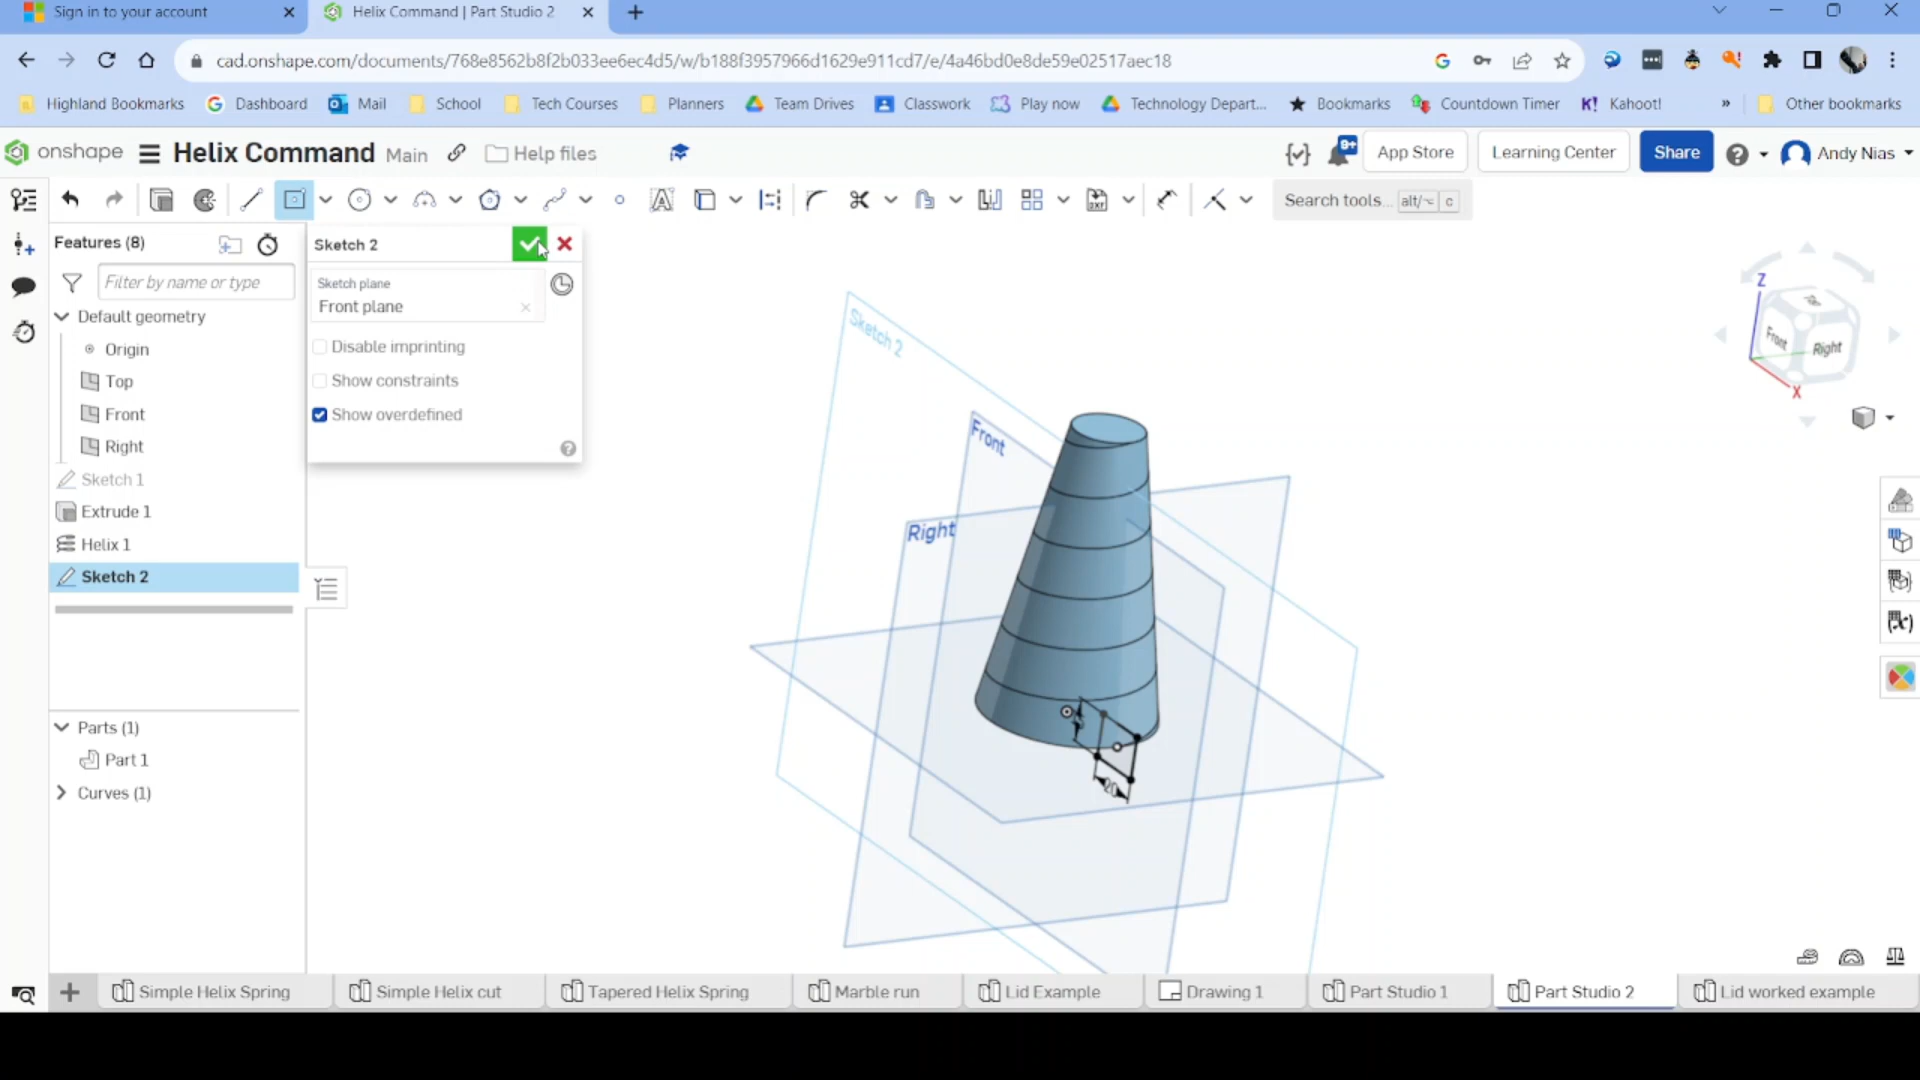 Sign in to your account
Helix Command | Part Studio 2
cad.onshape.com/documents/768e8562b8f2b033ee6ec4d5/w/b188f3957966d1629e911cd7/e/4a46bd0e8de59e02517aec18
Highland Bookmarks
Dashboard
Mail
School
Tech Courses
Planners
Team Drives
Classwork
Play now
Technology Depart...
Bookmarks
Countdown Timer
K! Kahoot!
»
Other bookmarks
onshape
Helix Command
Main
Help files
9+
App Store
Learning Center
Share
Andy Nias
Search tools...
alt/⌥ c
Features (8)
Filter by name or type
Default geometry
Origin
Top
Front
Right
Sketch 1
Extrude 1
Helix 1
Sketch 2
Parts (1)
Part 1
Curves (1)
Sketch 2
Sketch plane
Front plane
Disable imprinting
Show constraints
Show overdefined
Sketch 2
Front
Right
20
Z
Front
Right
X
Simple Helix Spring
Simple Helix cut
Tapered Helix Spring
Marble run
Lid Example
Drawing 1
Part Studio 1
Part Studio 2
Lid worked example